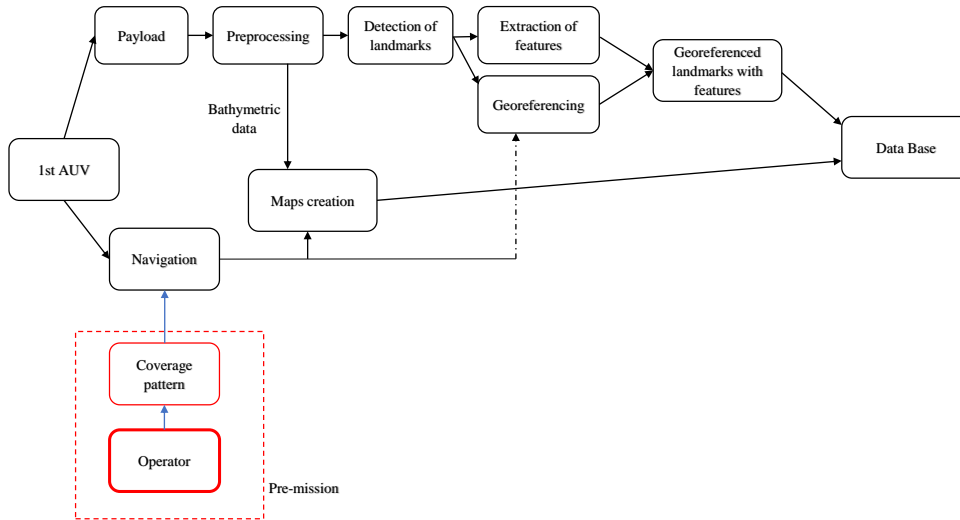 Payload
Preprocessing
Detection of
landmarks
Extraction of
features
Georeferenced
landmarks with
features
Georeferencing
Bathymetric
data
Data Base
1st AUV
Maps creation
Navigation
Coverage
pattern
Operator
Pre-mission